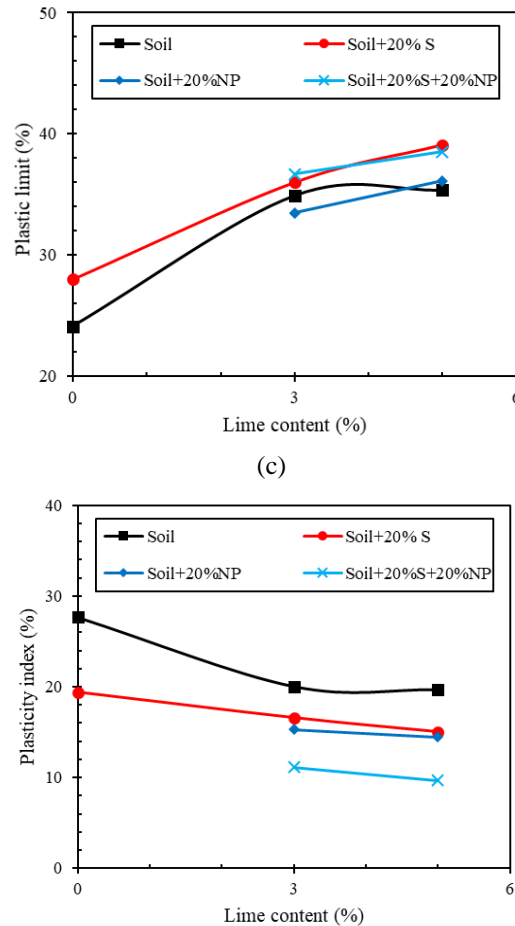 50
40
30
20
Plastic limit (%)
Soil
Soil+20% S
Soil+20%NP
Soil+20%S+20%NP
0
3
6
Lime content (%)
(c)
40
30
20
10
0
Plasticity index (%)
Soil
Soil+20% S
Soil+20%NP
Soil+20%S+20%NP
0
3
6
Lime content (%)